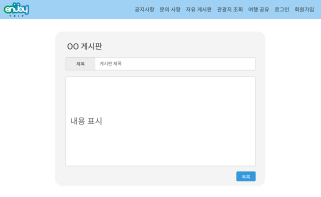 enjoy
TRIP
공지사항 문의 사항 자유 게시판 관광지 조회 여행 공유 로그인 회원가입
OO 게시판
제목 게시판 제목
내용 표시
목록